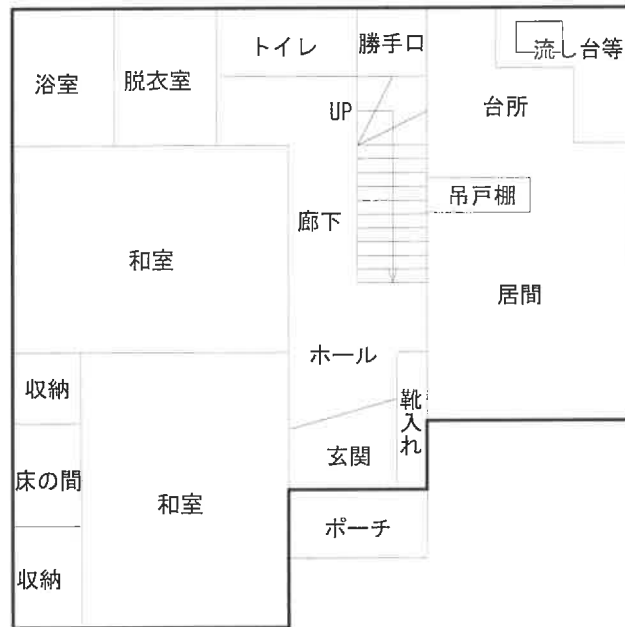 トイレ
勝手口
流し台等
浴室
脱衣室
UP
台所
吊戸棚
廊下
和室
居間
ホール
収納
靴入れ
玄関
床の間
和室
ポーチ
収納